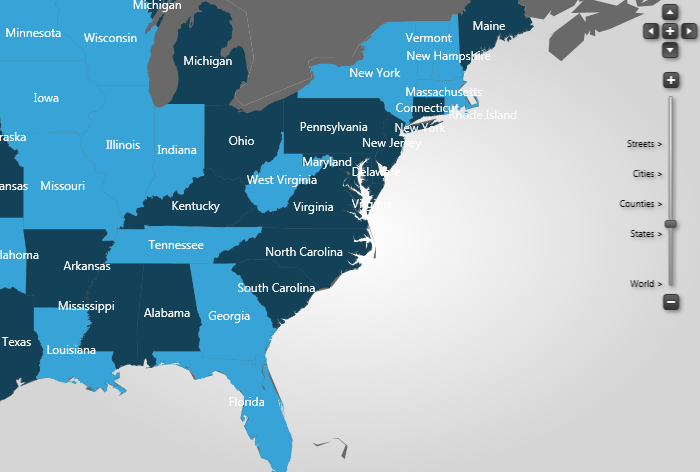 Michigan
Minnesota
Wisconsin
Vermont
Maine
New Hampshire
Michigan
New York
Massachusetts
Iowa
Connecticut
Rhode Island
raska
Illinois
Indiana
Ohio
Pennsylvania
New York
New Jersey
Maryland
Delaware
ansas
Missouri
West Virginia
Kentucky
Virginia
Tennessee
lahoma
North Carolina
Arkansas
South Carolina
Mississippi
Alabama
Georgia
Texas
Louisiana
Florida
Streets >
Cities >
Counties >
States >
World >